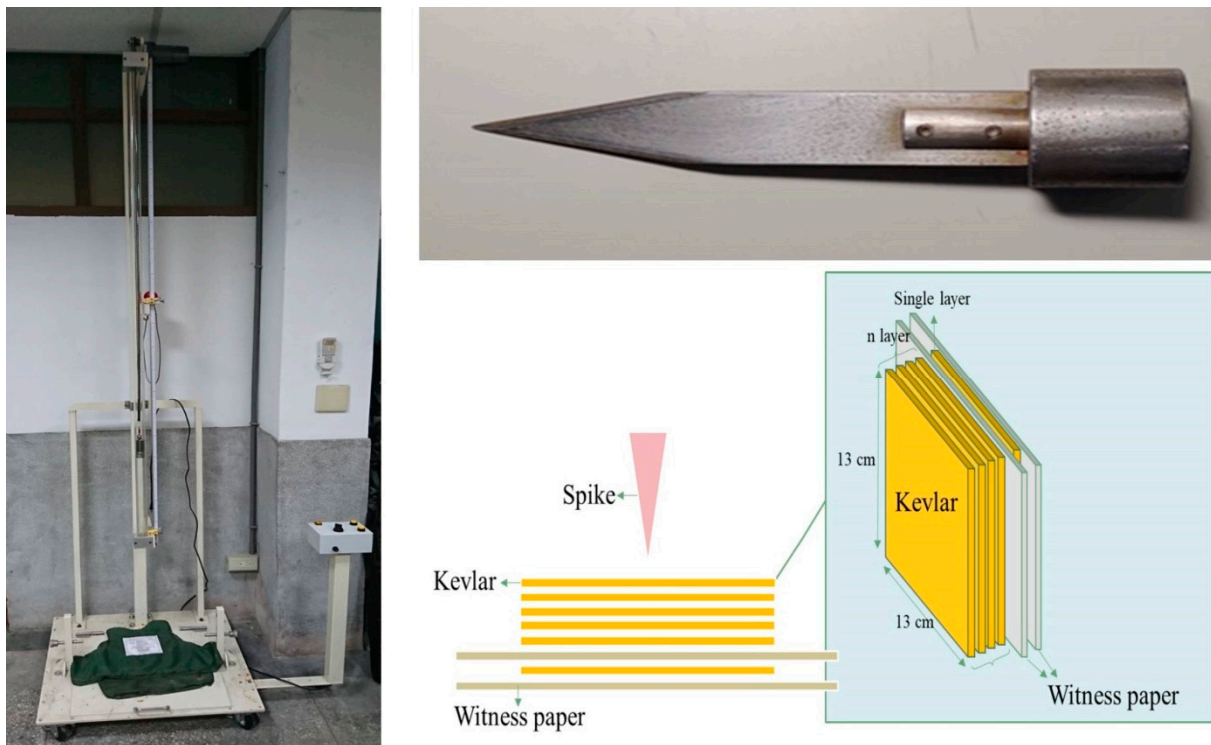 Single layer
n layer
13 cm
Kevlar
13 cm
Witness paper
Spike
Kevlar
Witness paper